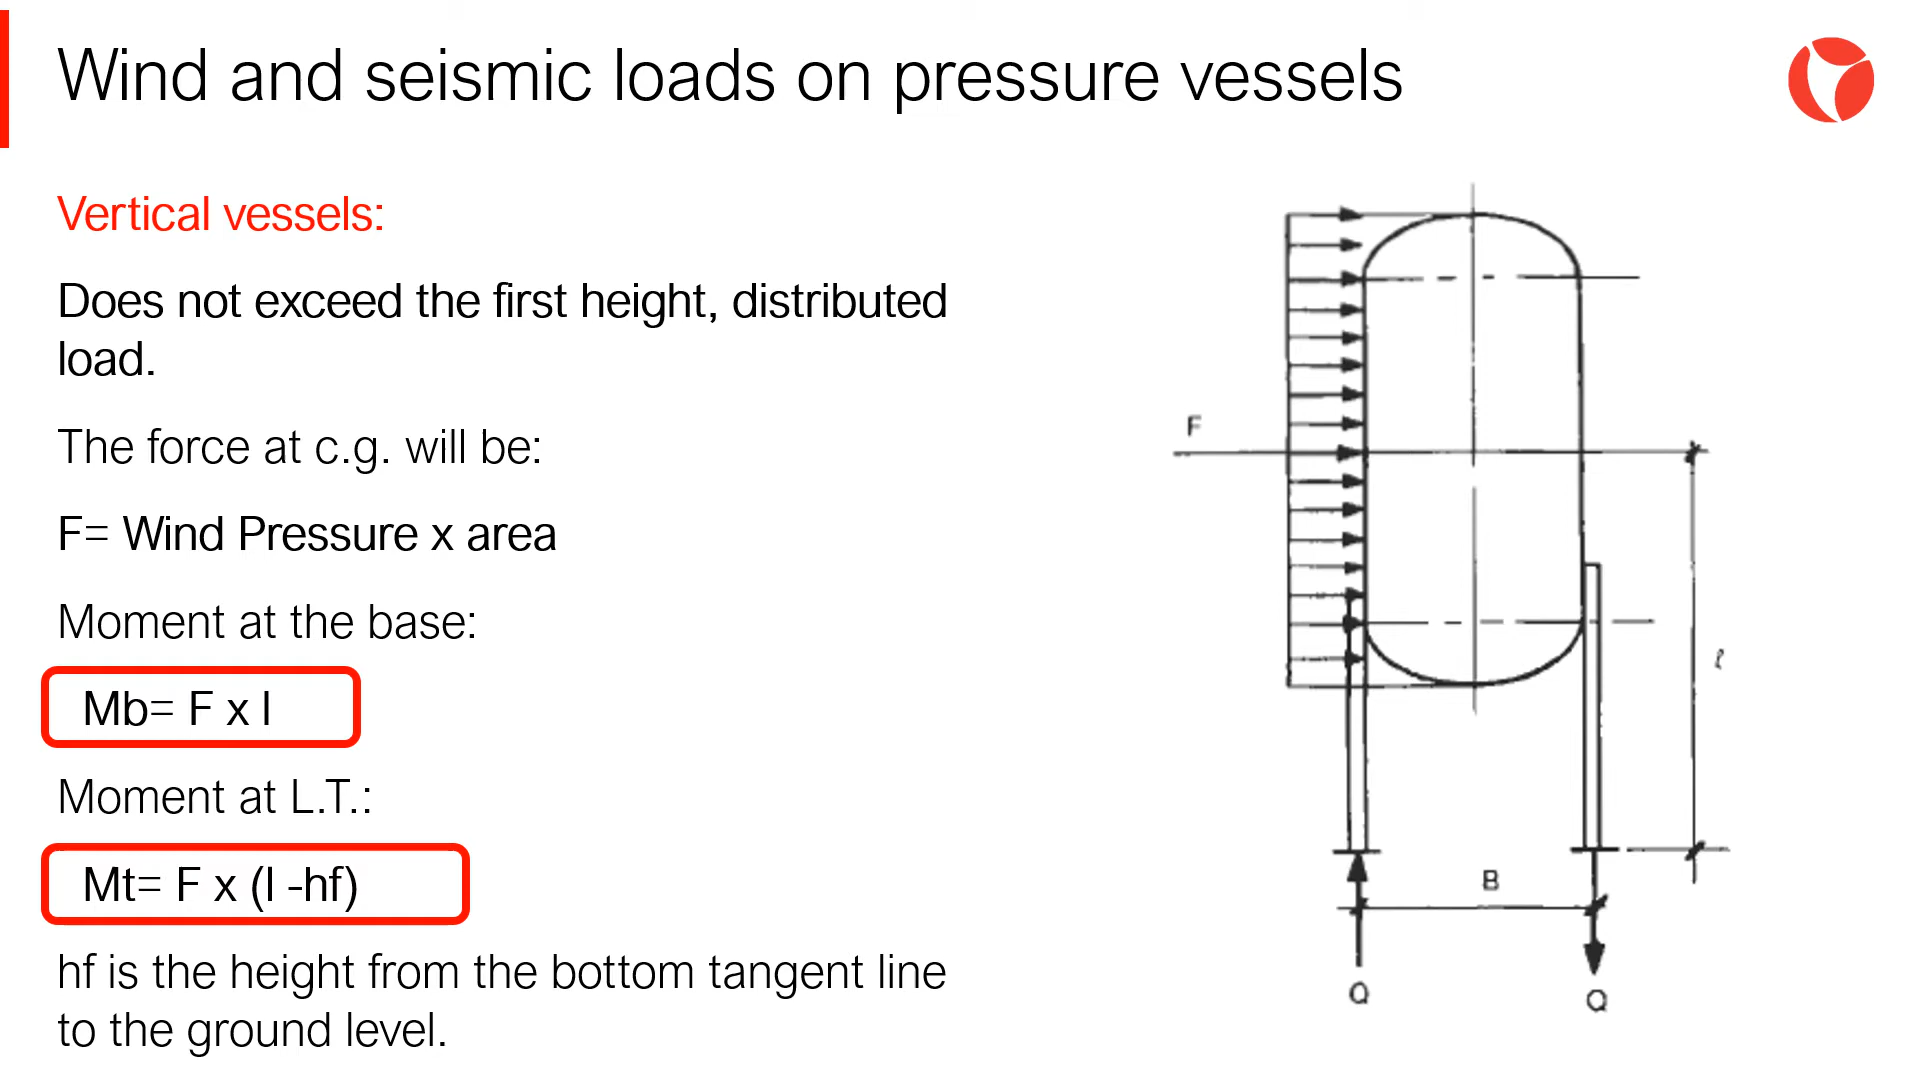 Wind and seismic loads on pressure vessels
Vertical vessels:
Does not exceed the first height, distributed
load.
The force at c.g. will be:
F= Wind Pressure x area
Moment at the base:
Mb= F x l
Moment at L.T.:
Mt= F x (l -hf)
hf is the height from the bottom tangent line
to the ground level.
F
ℓ
B
Q
Q